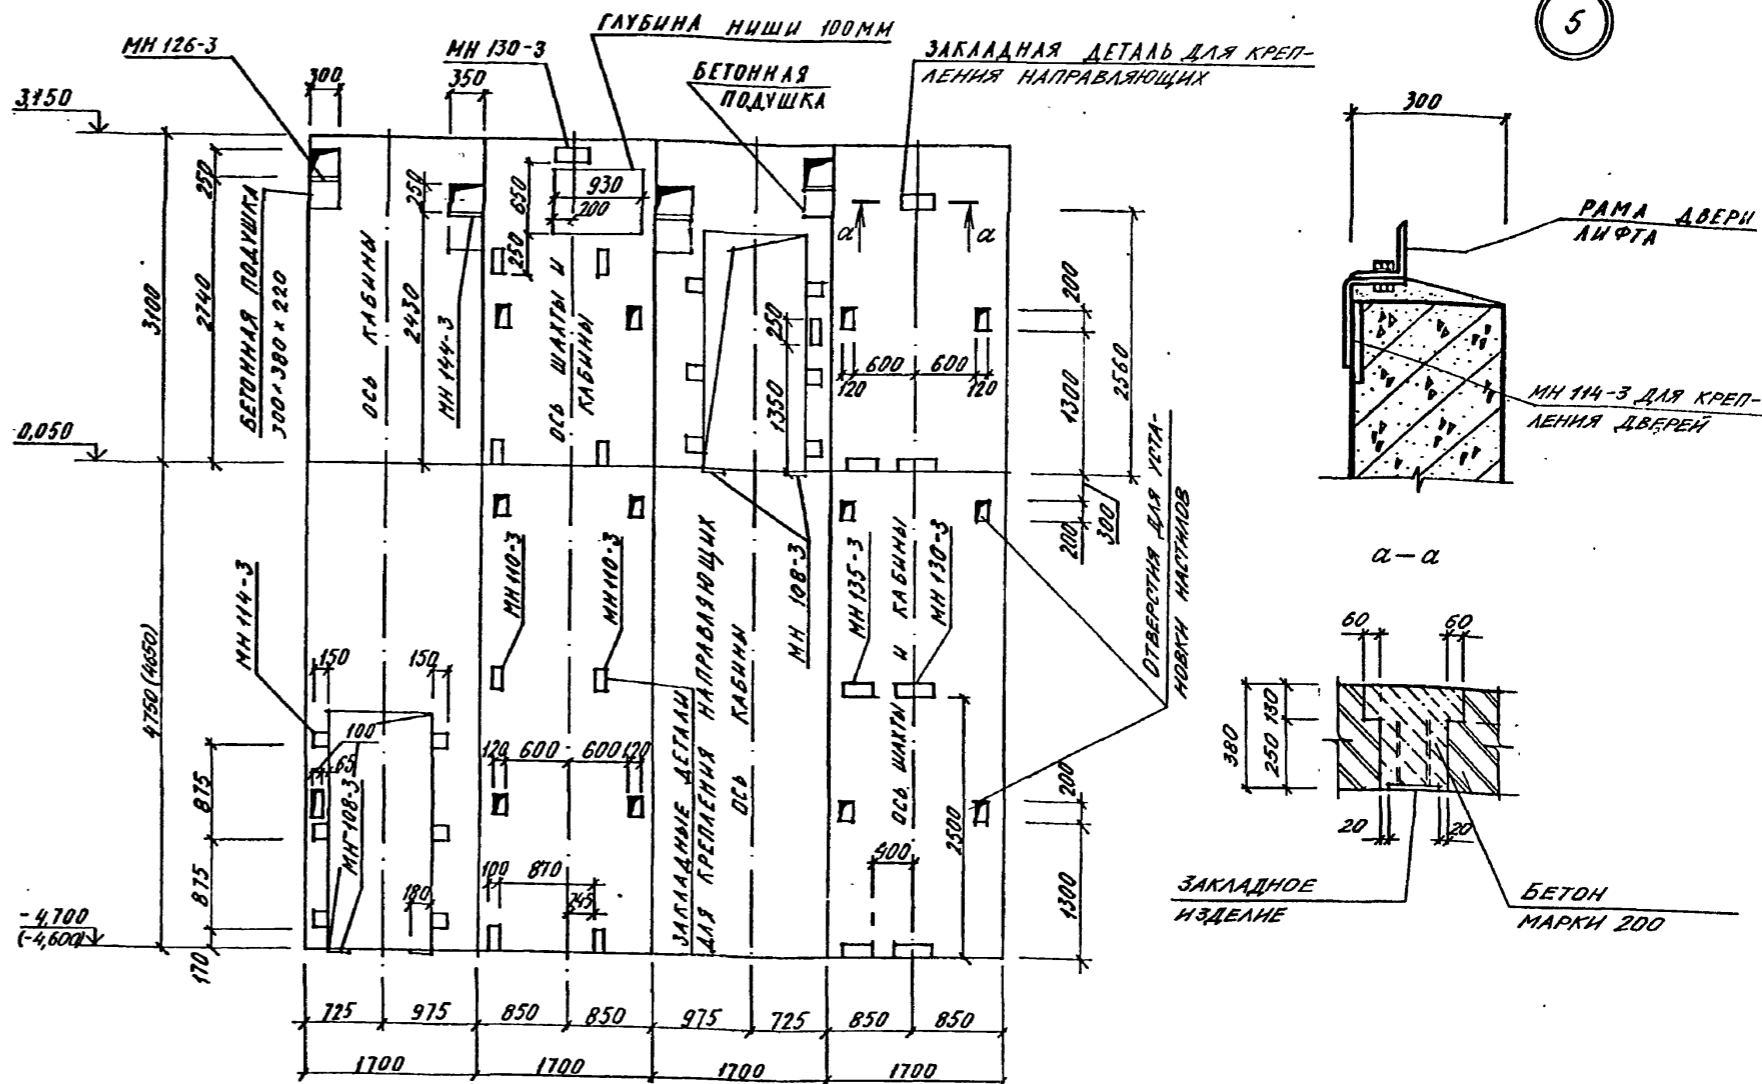 5
МН 126-3
300
МН 130-3
350
ГЛУБИНА НИШИ 100ММ
БЕТОННАЯ
ПОДУШКА
ЗАКЛАДНАЯ ДЕТАЛЬ ДЛЯ КРЕП-
ЛЕНИЯ НАПРАВЛЯЮЩИХ
3,150
0,050
-4,700
(-4,600)
3100
4750 (4650)
250
2740
БЕТОННАЯ ПОДУШКА
300×380×220
ОСЬ КАБИНЫ
250
2430
МН 144-3
650
250
930
200
ОСЬ ШАХТЫ И
КАБИНЫ
250
1350
а
а
600
600
120
120
200
1300
2560
300
200
МН 114-3
150
150
100
65
МН 108-3
875
875
170
180
МН 110-3
МН 110-3
120
600
600
120
100
870
245
ЗАКЛАДНЫЕ ДЕТАЛИ
ДЛЯ КРЕПЛЕНИЯ НАПРАВЛЯЮЩИХ
ОСЬ КАБИНЫ
МН 108-3
МН 135-3
МН 130-3
ОСЬ ШАХТЫ И КАБИНЫ
400
2500
ОТВЕРСТИЯ ДЛЯ УСТА-
НОВКИ НАСТИЛОВ
200
1300
725
975
850
850
975
725
850
850
1700
1700
1700
1700
300
РАМА ДВЕРИ
ЛИФТА
МН 114-3 ДЛЯ КРЕП-
ЛЕНИЯ ДВЕРЕЙ
а-а
60
60
380
250
130
20
20
ЗАКЛАДНОЕ
ИЗДЕЛИЕ
БЕТОН
МАРКИ 200